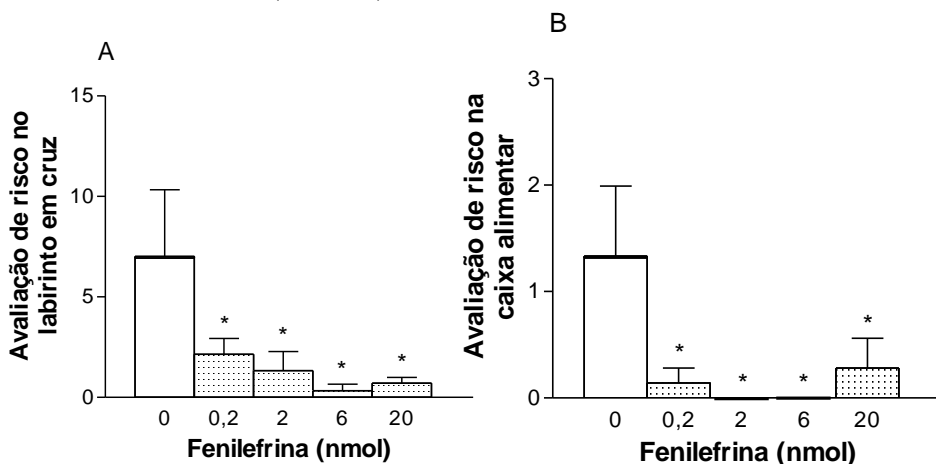 A
Avaliação de risco no
labirinto em cruz
15
10
5
0
* * * *
0 0,2 2 6 20
Fenilefrina (nmol)
B
Avaliação de risco na
caixa alimentar
3
2
1
0
* * * *
0 0,2 2 6 20
Fenilefrina (nmol)